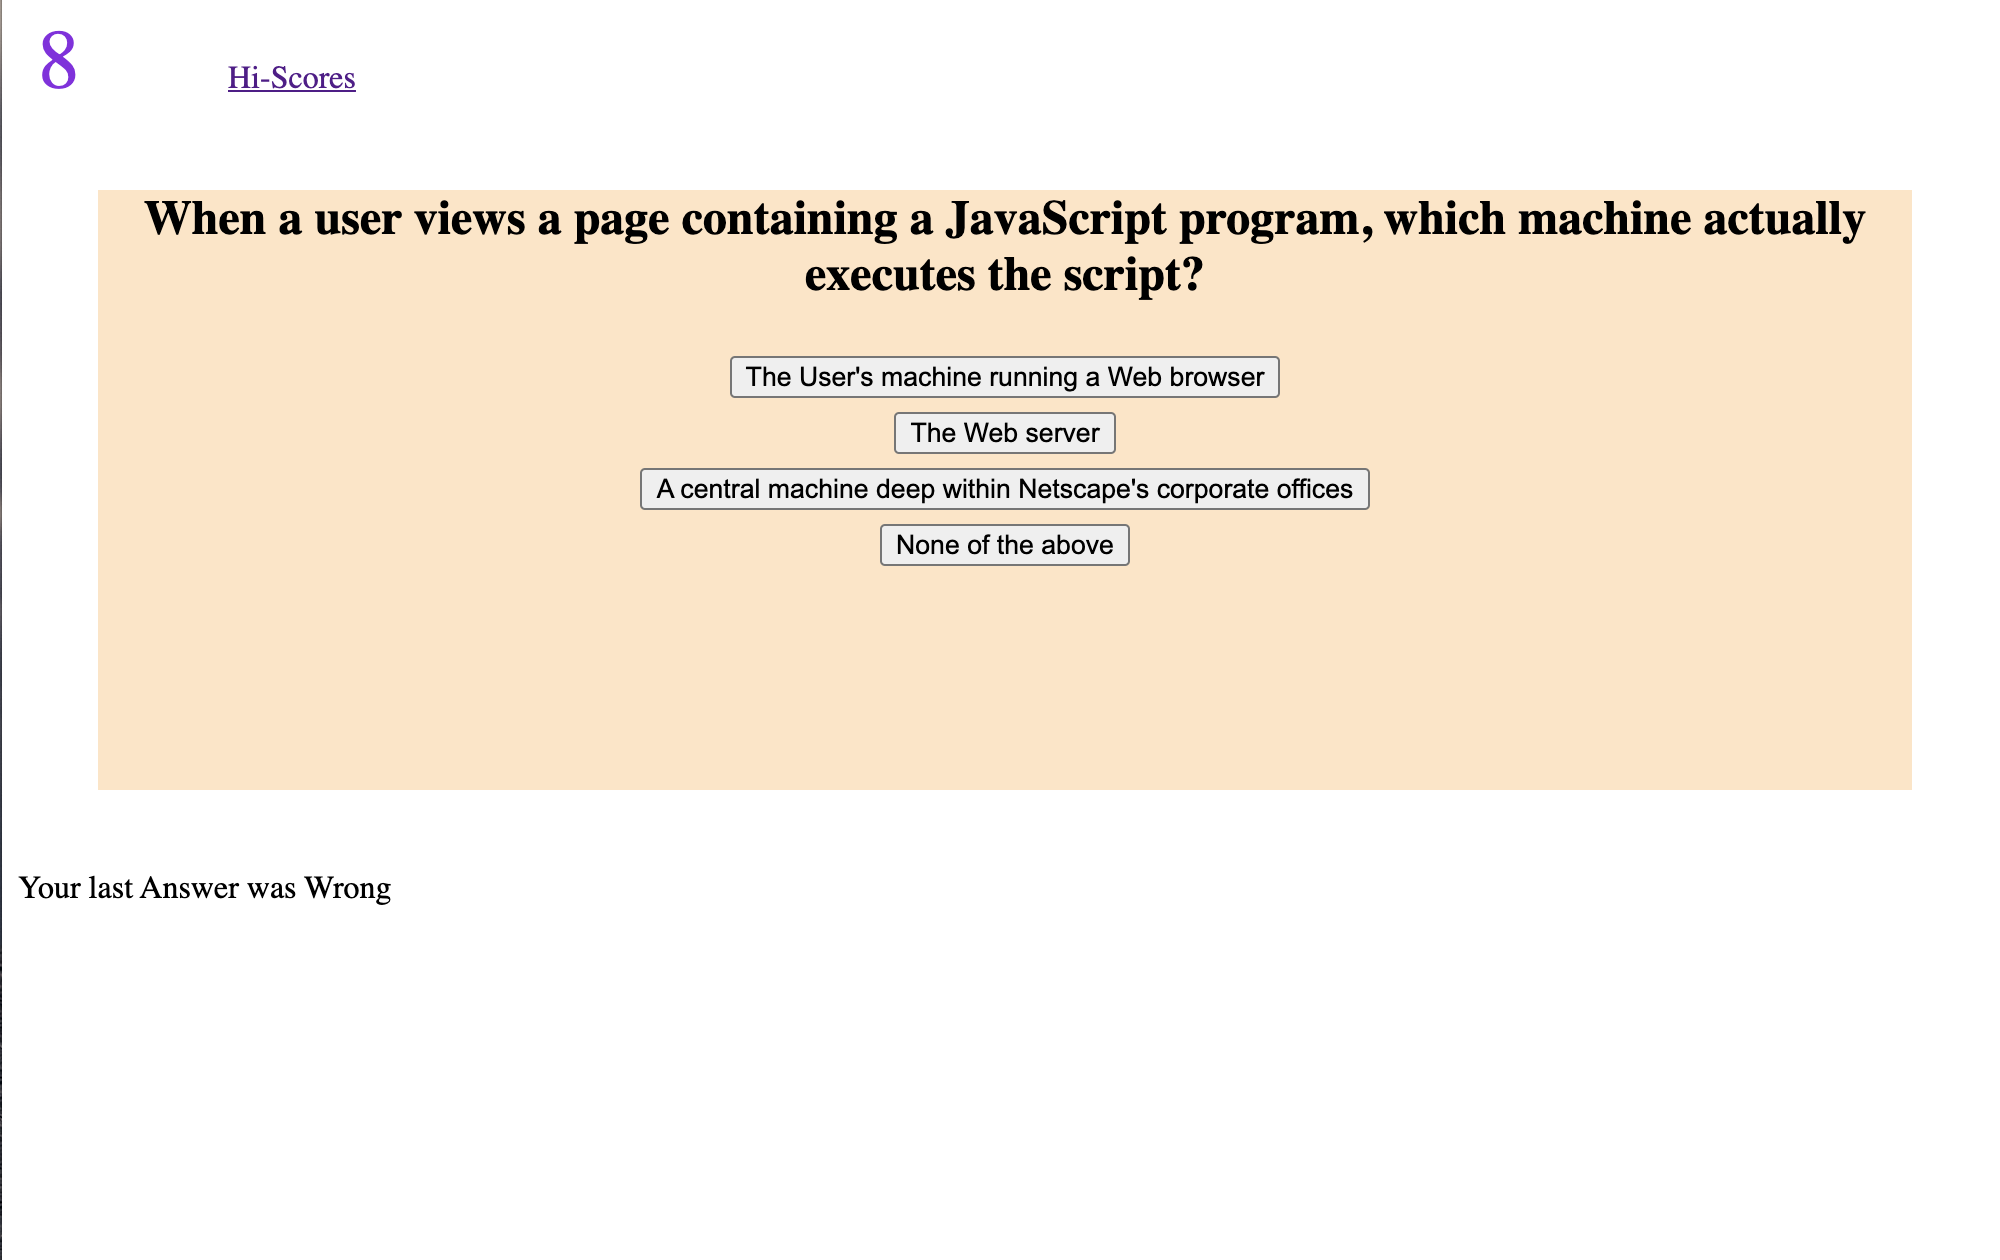 8
Hi-Scores
When a user views a page containing a JavaScript program, which machine actually
executes the script?
The User's machine running a Web browser
The Web server
A central machine deep within Netscape's corporate offices
None of the above
Your last Answer was Wrong